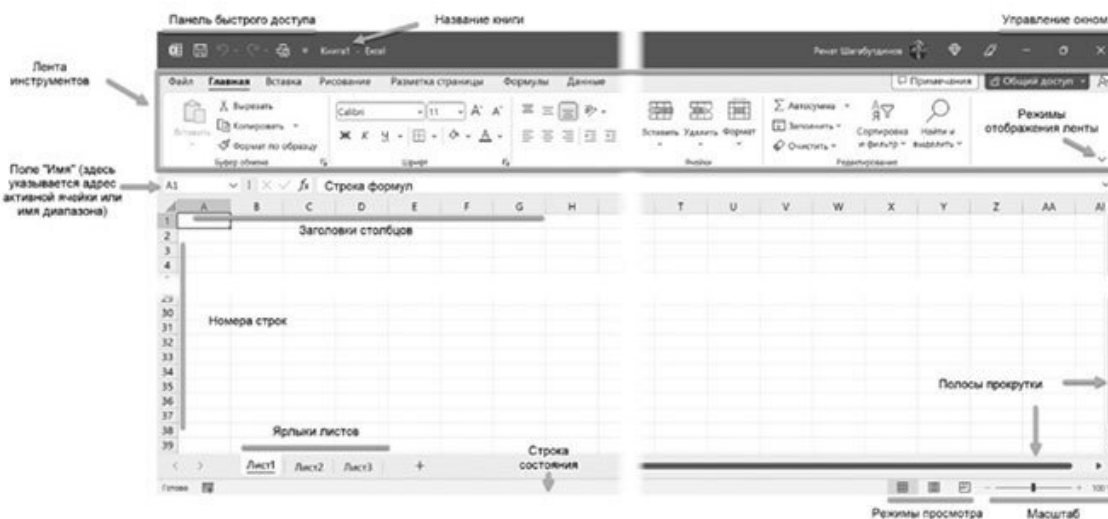 Панель быстрого доступа
Название книги
Управление окном
Книга1 - Excel
Ренат Шагабутдинов
Лента
инструментов
Файл Главная Вставка Рисование Разметка страницы Формулы Данные
Примечания Общий доступ
Вставить
Вырезать
Копировать
Формат по образцу
Буфер обмена
Calibri 11
Ж К Ч
Шрифт
Вставить Удалить Формат
Ячейки
Автосумма
Заполнить
Очистить
Сортировка
и фильтр
Найти и
выделить
Редактирование
Режимы
отображения ленты
Поле "Имя" (здесь
указывается адрес
активной ячейки или
имя диапазона)
A1
fx Строка формул
A B C D E F G H T U V W X Y Z AA
Заголовки столбцов
1
2
3
4
29
30
31
32
33
34
35
36
37
38
39
Номера строк
Полосы прокрутки
Ярлыки листов
Строка
состояния
Лист1 Лист2 Лист3 +
Готово
Режимы просмотра
Масштаб